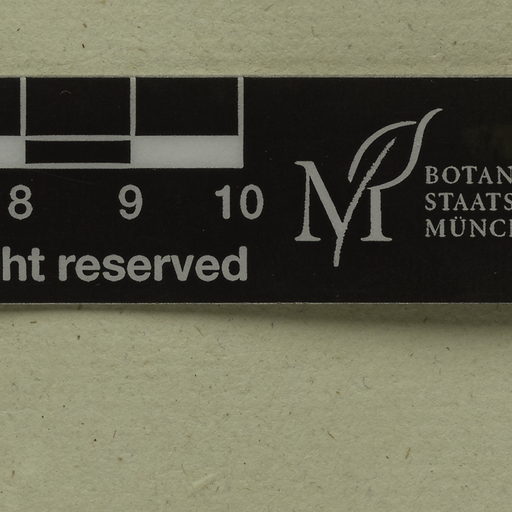 8 9 10
ht reserved
M
BOTAN
STAATS
MÜNC